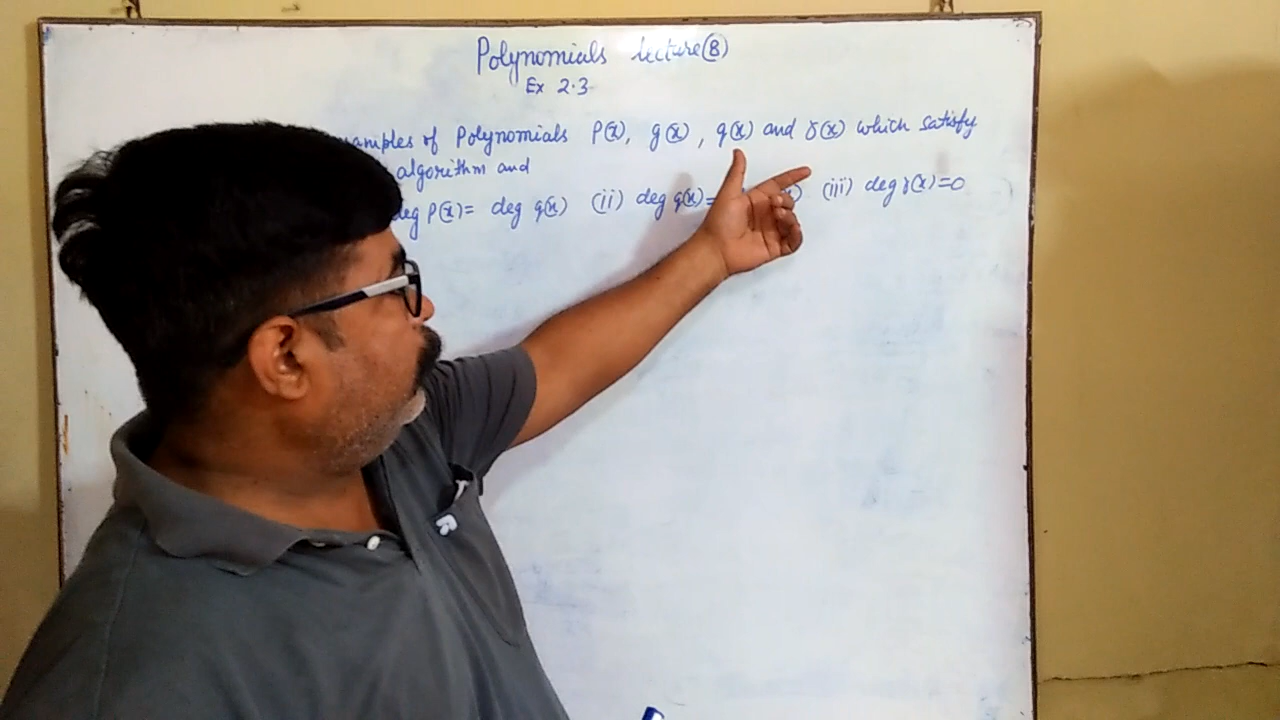 Polynomials lecture (8)
Ex 2.3
amples of Polynomials P(x), g(x), q(x) and r(x) which satisfy
algorithm and
deg P(x) = deg q(x) (ii) deg q(x) = (iii) deg r(x) = 0